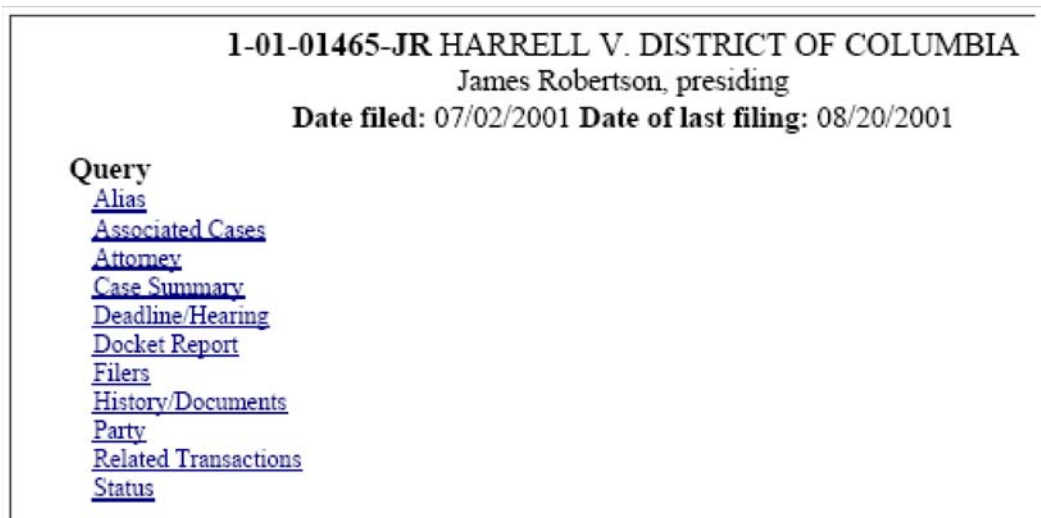 1-01-01465-JR HARRELL V. DISTRICT OF COLUMBIA
James Robertson, presiding
Date filed: 07/02/2001 Date of last filing: 08/20/2001
Query
Alias
Associated Cases
Attorney
Case Summary
Deadline/Hearing
Docket Report
Filers
History/Documents
Party
Related Transactions
Status